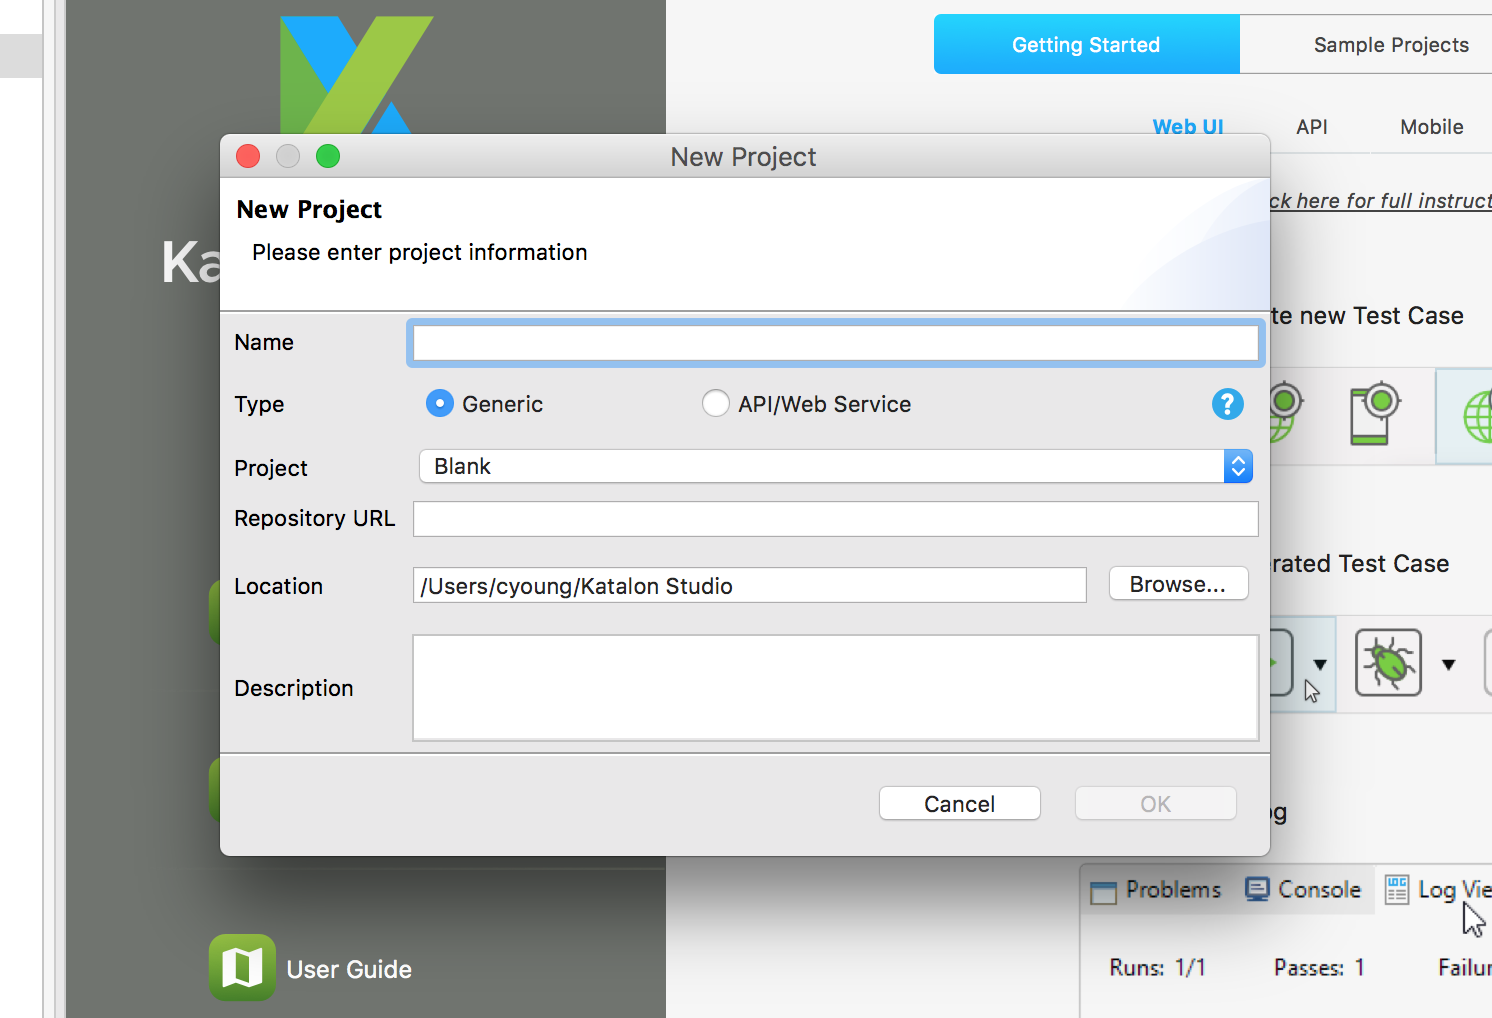 Getting Started
Sample Projects
Web UI
API
Mobile
New Project
New Project
Please enter project information
ck here for full instruct
Ka
te new Test Case
Name
Type
Generic
API/Web Service
?
Project
Blank
Repository URL
rated Test Case
Location
/Users/cyoung/Katalon Studio
Browse...
Description
Cancel
OK
og
Problems
Console
LOG
Log Vie
User Guide
Runs: 1/1
Passes: 1
Failur